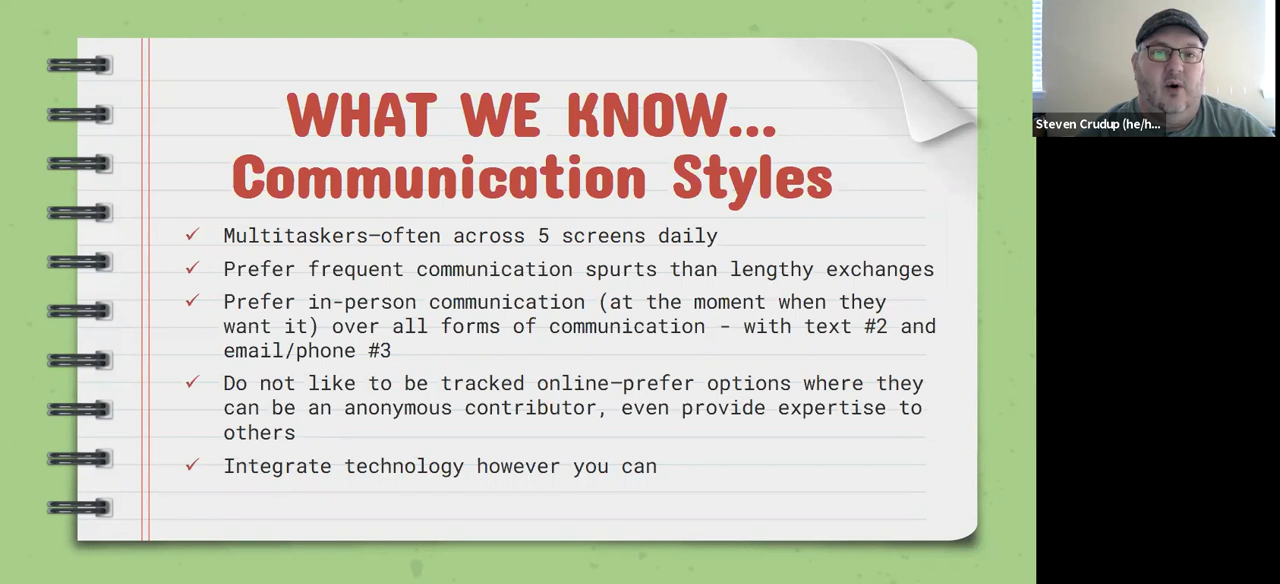 WHAT WE KNOW...
Communication Styles
✓ Multitaskers—often across 5 screens daily
✓ Prefer frequent communication spurts than lengthy exchanges
✓ Prefer in-person communication (at the moment when they
want it) over all forms of communication - with text #2 and
email/phone #3
✓ Do not like to be tracked online—prefer options where they
can be an anonymous contributor, even provide expertise to
others
✓ Integrate technology however you can
Steven Crudup (he/h...